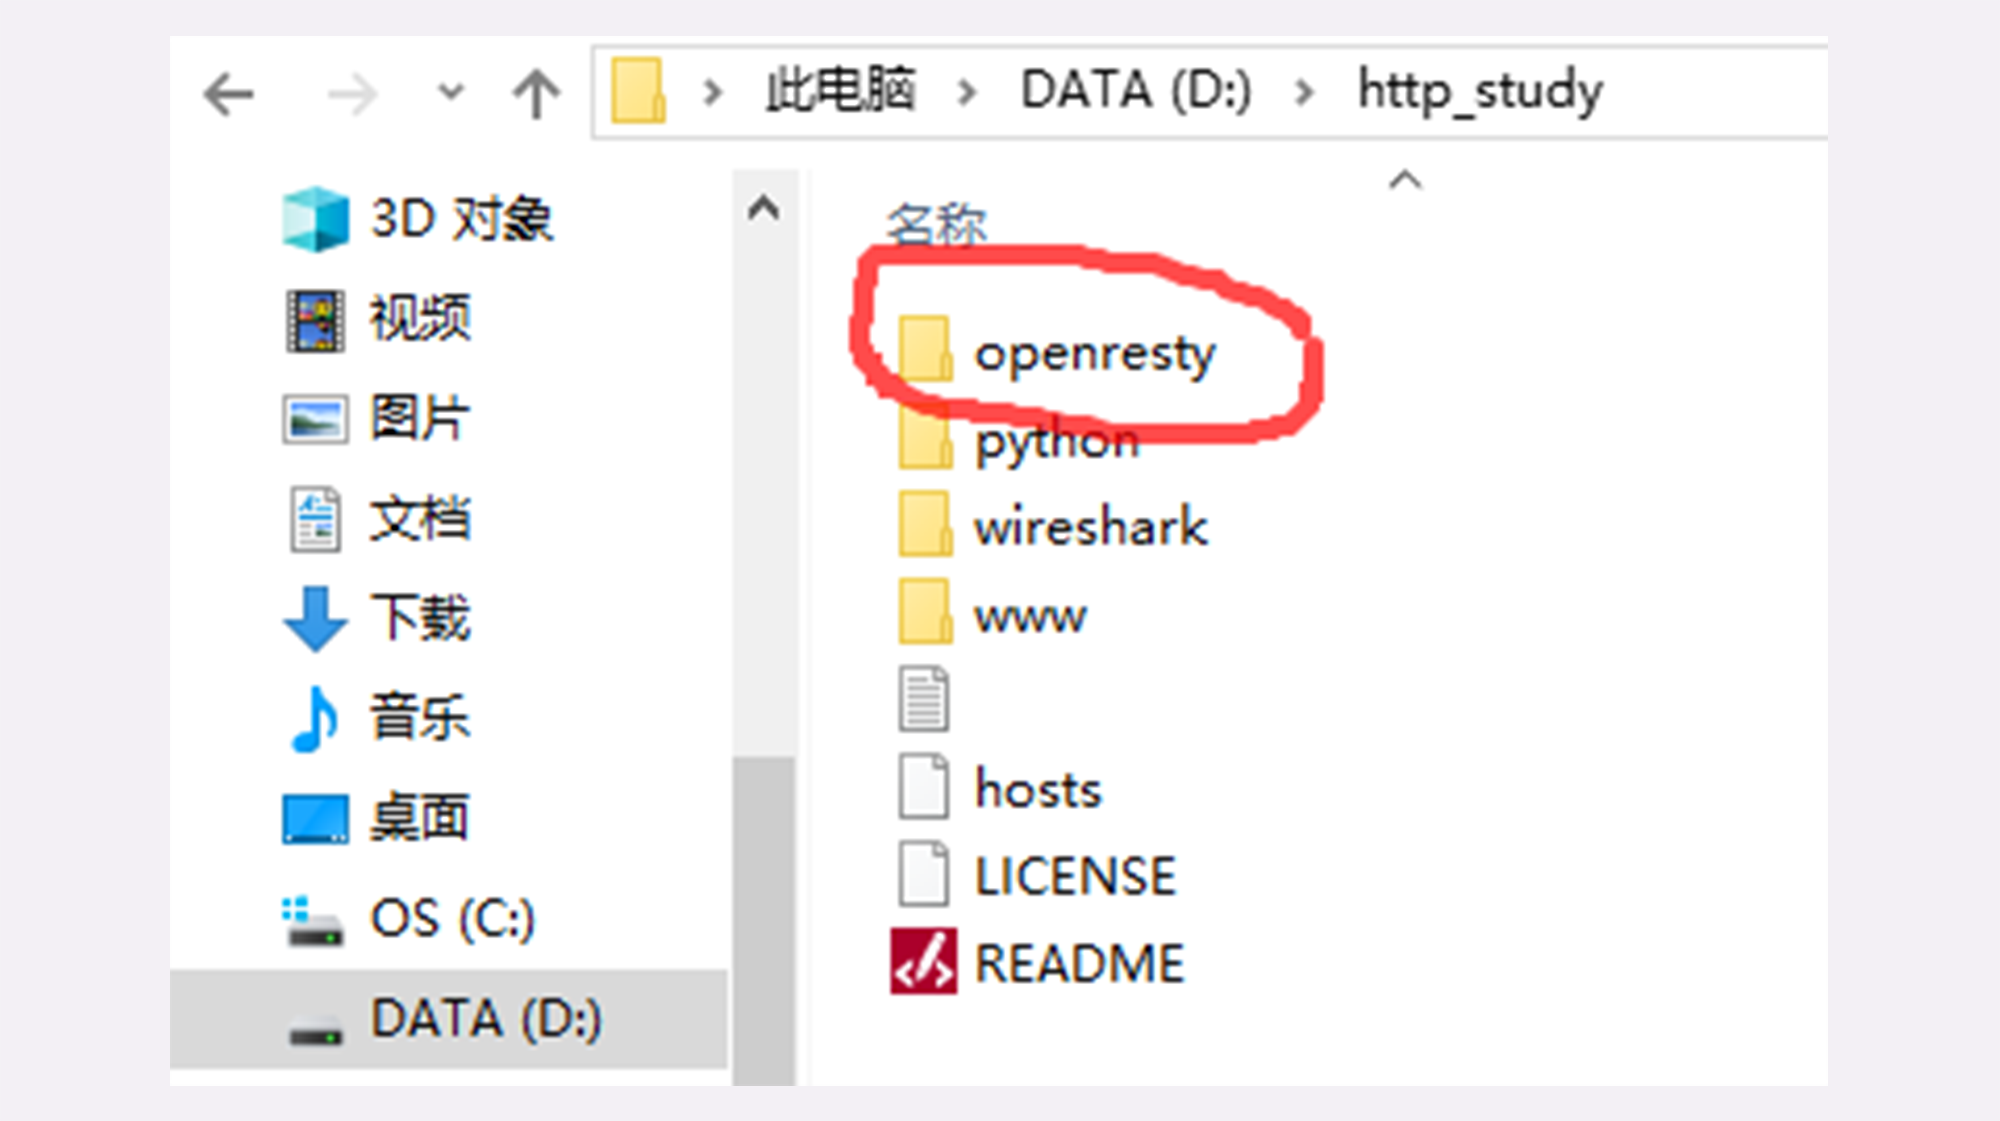 此电脑 DATA (D:) http_study
3D 对象
视频
图片
文档
下载
音乐
桌面
OS (C:)
DATA (D:)
名称
openresty
python
wireshark
www
hosts
LICENSE
README